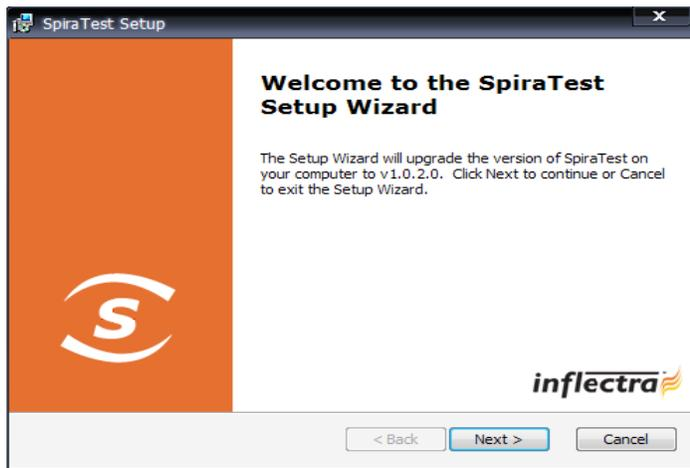 SpiraTest Setup
x
Welcome to the SpiraTest
Setup Wizard
The Setup Wizard will upgrade the version of SpiraTest on
your computer to v1.0.2.0. Click Next to continue or Cancel
to exit the Setup Wizard.
S
inflectra
< Back
Next >
Cancel